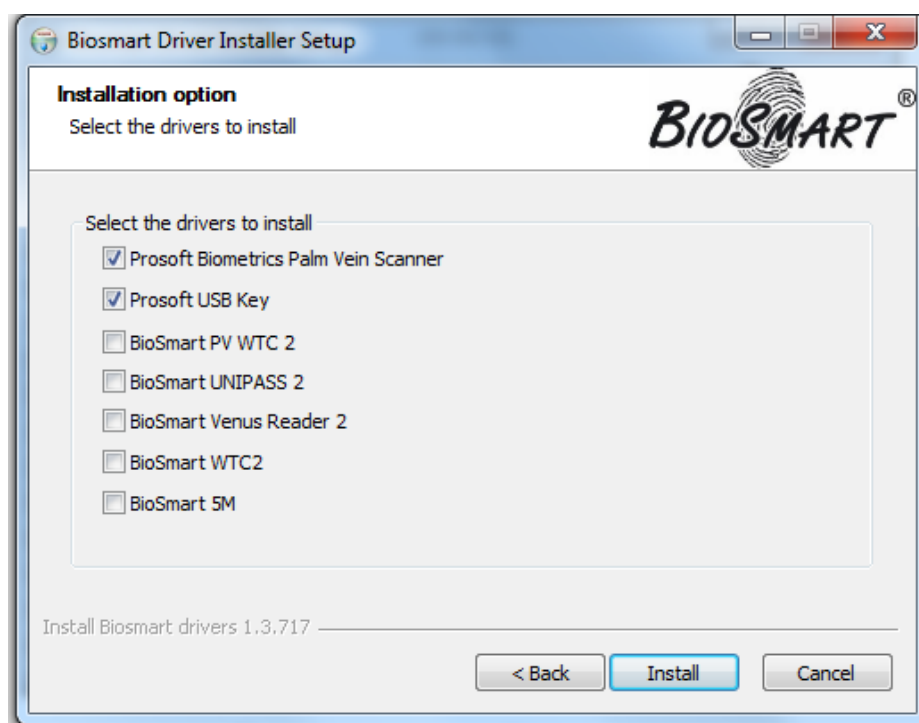 Biosmart Driver Installer Setup
Installation option
Select the drivers to install
BIOSMART ®
Select the drivers to install
Prosoft Biometrics Palm Vein Scanner
Prosoft USB Key
BioSmart PV WTC 2
BioSmart UNIPASS 2
BioSmart Venus Reader 2
BioSmart WTC2
BioSmart 5M
Install Biosmart drivers 1.3.717
< Back Install Cancel